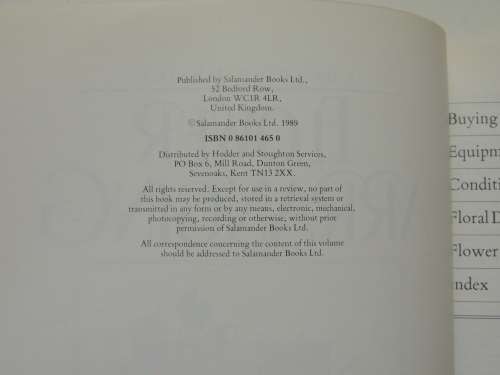 Published by Salamander Books Ltd.,
52 Bedford Row,
London WC1R 4LR,
United Kingdom.
© Salamander Books Ltd. 1989
ISBN 0 86101 465 0
Distributed by Hodder and Stoughton Services,
PO Box 6, Mill Road, Dunton Green,
Sevenoaks, Kent TN13 2XX.
All rights reserved. Except for use in a review, no part of
this book may be produced, stored in a retrieval system or
transmitted in any form or by any means, electronic, mechanical,
photocopying, recording or otherwise, without prior
permission of Salamander Books Ltd.
All correspondence concerning the content of this volume
should be addressed to Salamander Books Ltd.
Buying
Equipm
Conditi
Floral D
Flower
Index